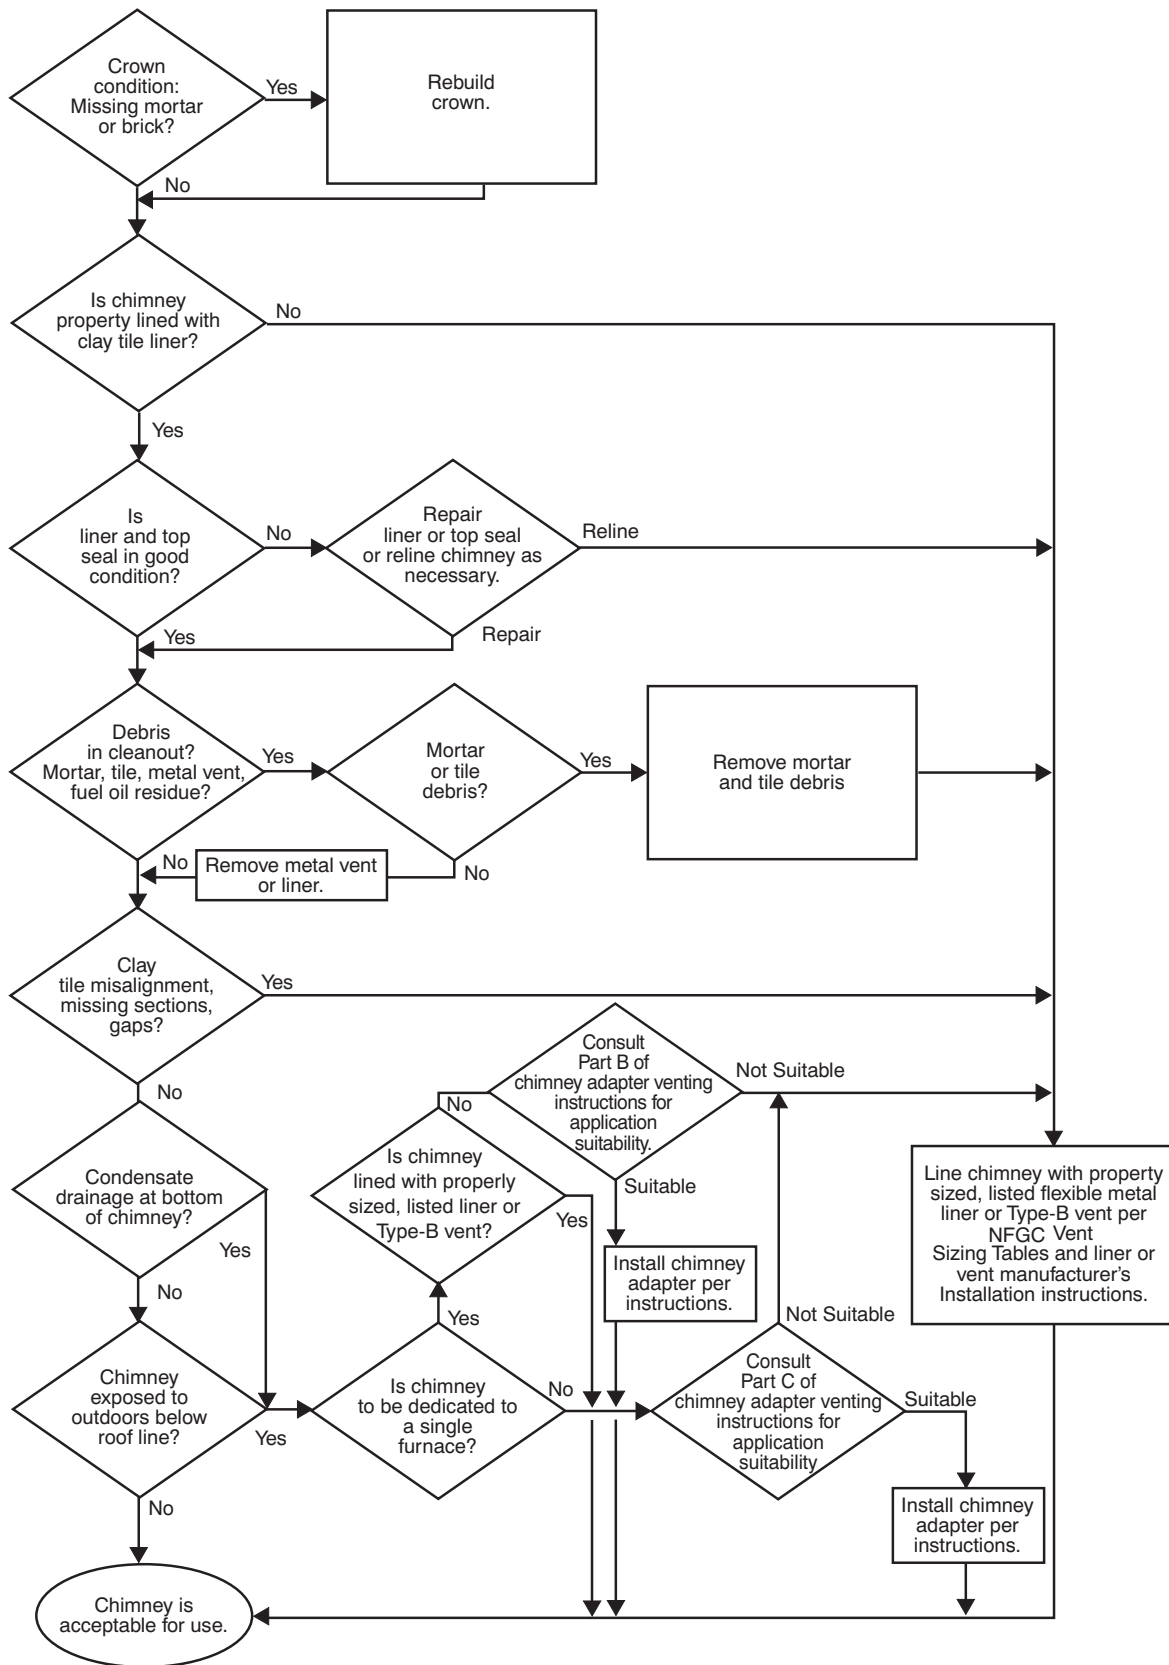 Crown
condition:
Missing mortar
or brick?
Yes
Rebuild
crown.
No
Is chimney
property lined with
clay tile liner?
No
Yes
Is
liner and top
seal in good
condition?
No
Repair
liner or top seal
or reline chimney as
necessary.
Reline
Yes
Repair
Debris
in cleanout?
Mortar, tile, metal vent,
fuel oil residue?
Yes
Mortar
or tile
debris?
Yes
Remove mortar
and tile debris
No
Remove metal vent
or liner.
No
Clay
tile misalignment,
missing sections,
gaps?
Yes
No
Consult
Part B of
chimney adapter venting
instructions for
application
suitability.
Not Suitable
No
Suitable
Condensate
drainage at bottom
of chimney?
Yes
No
Is chimney
lined with properly
sized, listed liner or
Type-B vent?
Yes
Install chimney
adapter per
instructions.
Line chimney with property
sized, listed flexible metal
liner or Type-B vent per
NFGC Vent
Sizing Tables and liner or
vent manufacturer's
Installation instructions.
Chimney
exposed to
outdoors below
roof line?
Yes
No
Yes
Is chimney
to be dedicated to
a single
furnace?
No
Not Suitable
Consult
Part C of
chimney adapter venting
instructions for
application
suitability
Suitable
Install chimney
adapter per
instructions.
Chimney is
acceptable for use.